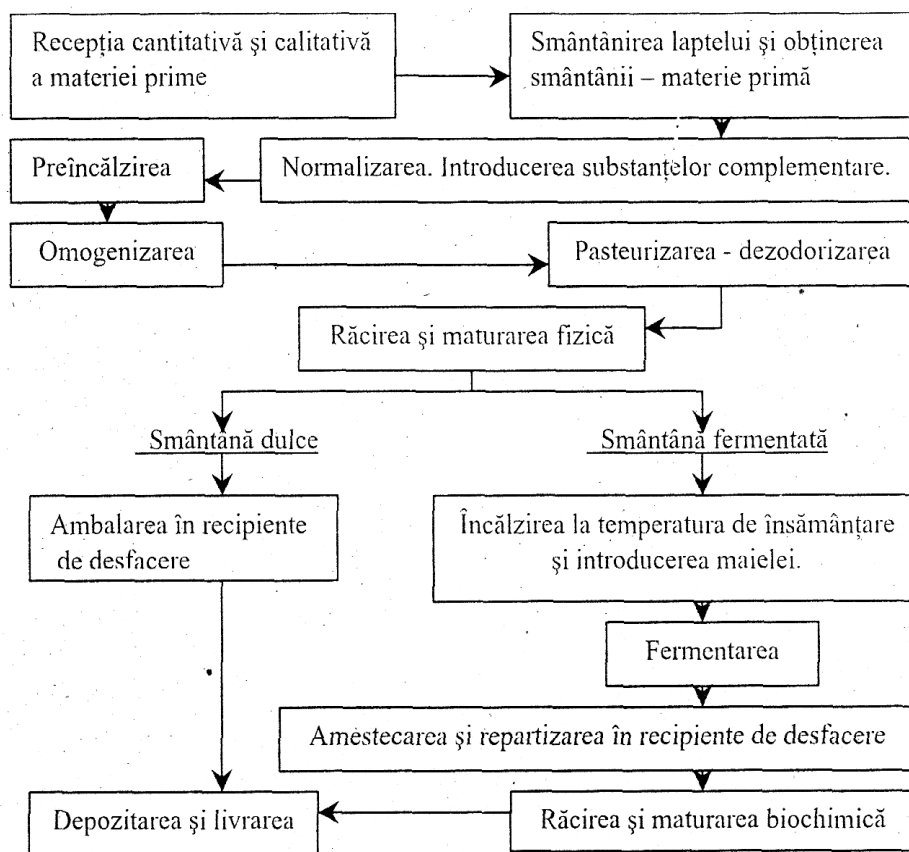 Recepția cantitativă și calitativă
a materiei prime
Smântânirea laptelui și obținerea
smântânii – materie primă
Normalizarea. Introducerea substanțelor complementare.
Preîncălzirea
Omogenizarea
Pasteurizarea - dezodorizarea
Răcirea și maturarea fizică
Smântână dulce
Smântână fermentată
Ambalarea în recipiente
de desfacere
Încălzirea la temperatura de însămânțare
și introducerea maielei.
Fermentarea
Amestecarea și repartizarea în recipiente de desfacere
Răcirea și maturarea biochimică
Depozitarea și livrarea